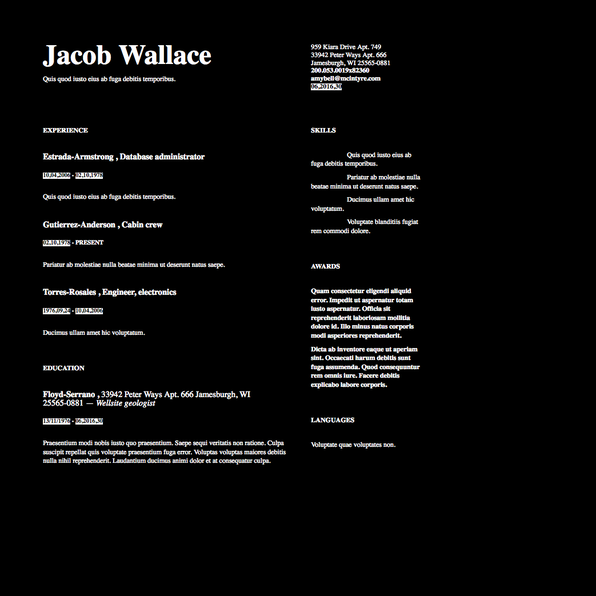 Jacob Wallace
Quis quod iusto eius ab fuga debitis temporibus.
959 Kiara Drive Apt. 749
33942 Peter Ways Apt. 666
Jamesburgh, WI 25565-0881
200.053.0019x82360
amybell@mcintyre.com
06.2016.30
EXPERIENCE
Estrada-Armstrong , Database administrator
10.04.2006 - 02.10.1978
Quis quod iusto eius ab fuga debitis temporibus.
Gutierrez-Anderson , Cabin crew
02.10.1978 - PRESENT
Pariatur ab molestiae nulla beatae minima ut deserunt natus saepe.
Torres-Rosales , Engineer, electronics
1976.09.24 - 10.04.2006
Ducimus ullam amet hic voluptatum.
EDUCATION
Floyd-Serrano , 33942 Peter Ways Apt. 666 Jamesburgh, WI
25565-0881 — Wellsite geologist
- 06.2016.30
Praesentium modi nobis iusto quo praesentium. Saepe sequi veritatis non ratione. Culpa
suscipit repellat quis voluptate praesentium fuga error. Voluptas voluptas maiores debitis
nulla nihil reprehenderit. Laudantium ducimus animi dolor et at consequatur culpa.
SKILLS
Quis quod iusto eius ab
fuga debitis temporibus.
Pariatur ab molestiae nulla
beatae minima ut deserunt natus saepe.
Ducimus ullam amet hic
voluptatum.
Voluptate blanditiis fugiat
rem commodi dolore.
AWARDS
Quam consectetur eligendi aliquid
error. Impedit ut aspernatur totam
iusto aspernatur. Officia sit
reprehenderit laboriosam mollitia
dolore id. Illo minus natus corporis
modi asperiores reprehenderit.
Dicta ab inventore eaque ut aperiam
sint. Occaecati harum debitis sunt
fuga assumenda. Quod consequuntur
rem omnis iure. Facere debitis
explicabo labore corporis.
LANGUAGES
Voluptate quae voluptates non.